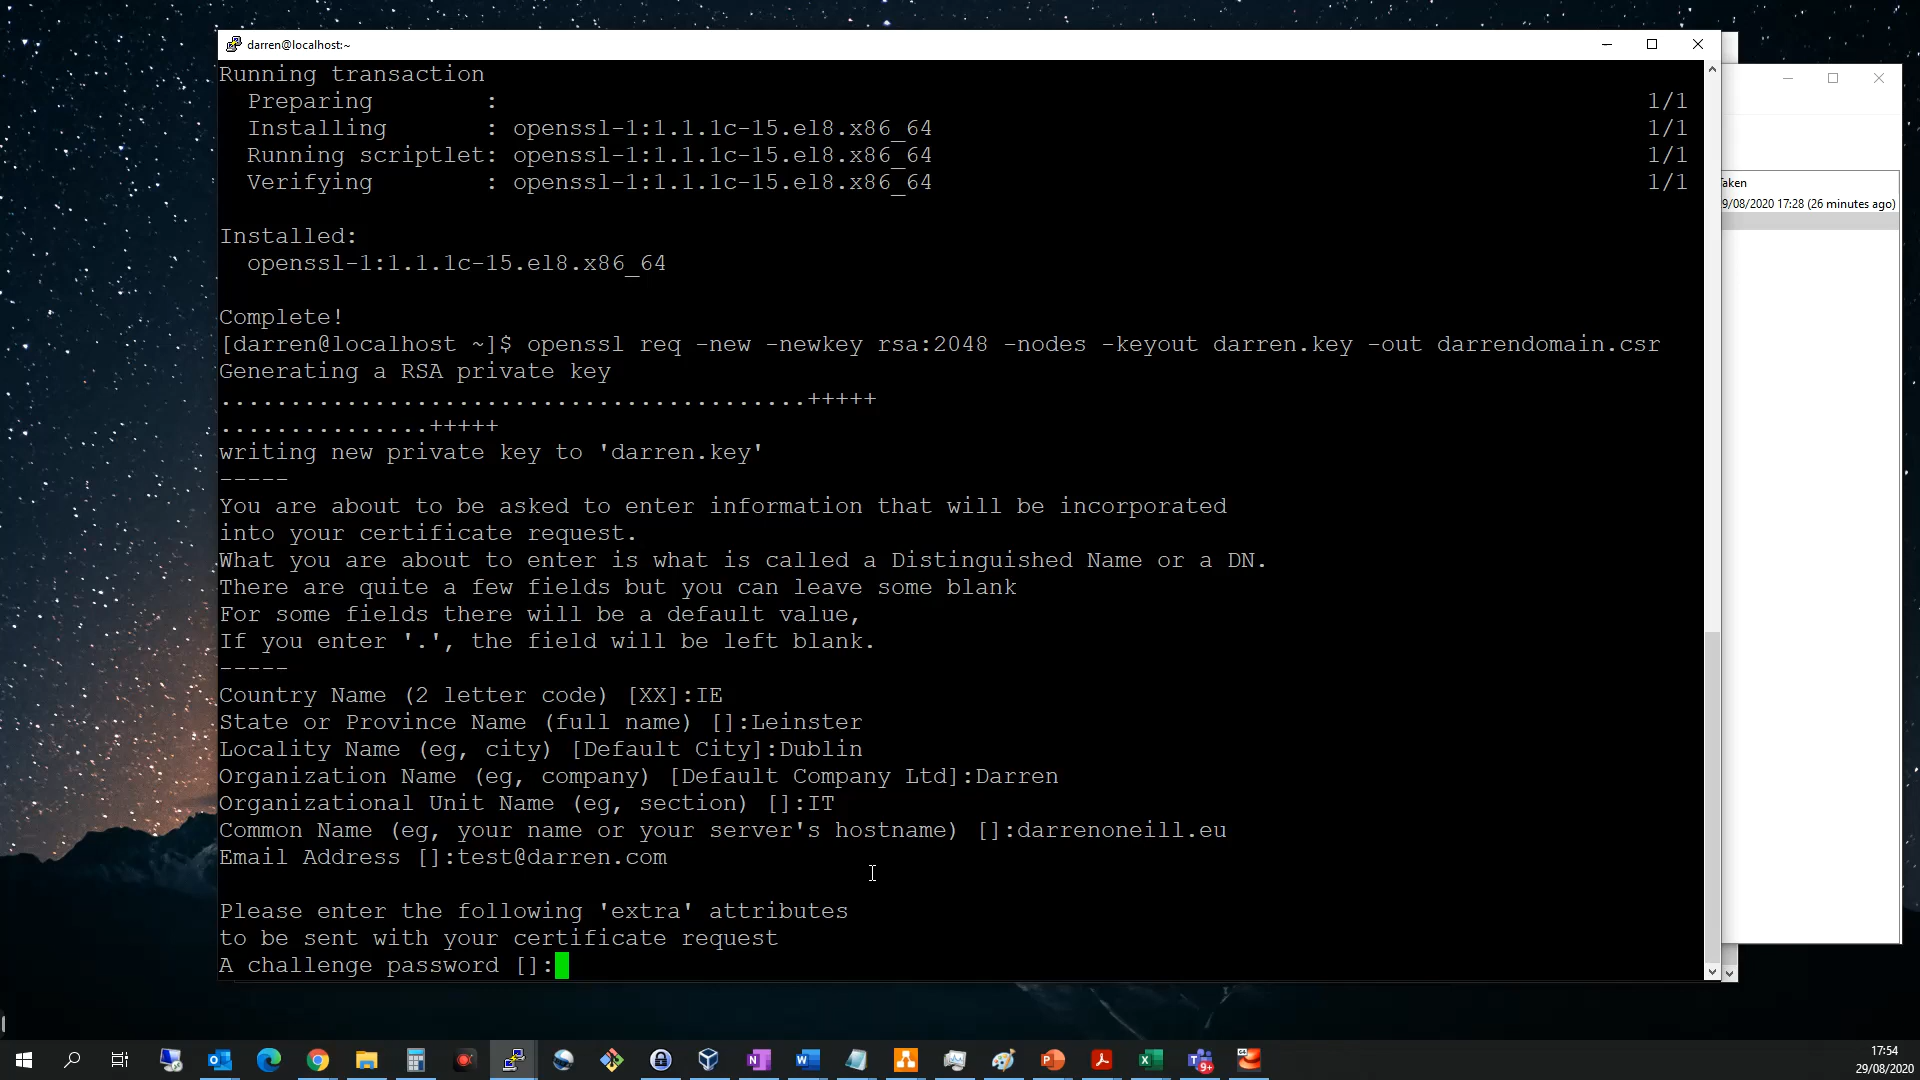 darren@localhost:~
Running transaction
Preparing        :                                                                                  1/1
Installing       : openssl-1:1.1.1c-15.el8.x86_64                                                   1/1
Running scriptlet: openssl-1:1.1.1c-15.el8.x86_64                                                   1/1
Verifying        : openssl-1:1.1.1c-15.el8.x86_64                                                   1/1
Installed:
openssl-1:1.1.1c-15.el8.x86_64
Complete!
[darren@localhost ~]$ openssl req -new -newkey rsa:2048 -nodes -keyout darren.key -out darrendomain.csr
Generating a RSA private key
..........................................+++++
...............+++++
writing new private key to 'darren.key'
-----
You are about to be asked to enter information that will be incorporated
into your certificate request.
What you are about to enter is what is called a Distinguished Name or a DN.
There are quite a few fields but you can leave some blank
For some fields there will be a default value,
If you enter '.', the field will be left blank.
-----
Country Name (2 letter code) [XX]:IE
State or Province Name (full name) []:Leinster
Locality Name (eg, city) [Default City]:Dublin
Organization Name (eg, company) [Default Company Ltd]:Darren
Organizational Unit Name (eg, section) []:IT
Common Name (eg, your name or your server's hostname) []:darrenoneill.eu
Email Address []:test@darren.com
Please enter the following 'extra' attributes
to be sent with your certificate request
A challenge password []:
Taken
9/08/2020 17:28 (26 minutes ago)
9+
17:54
29/08/2020